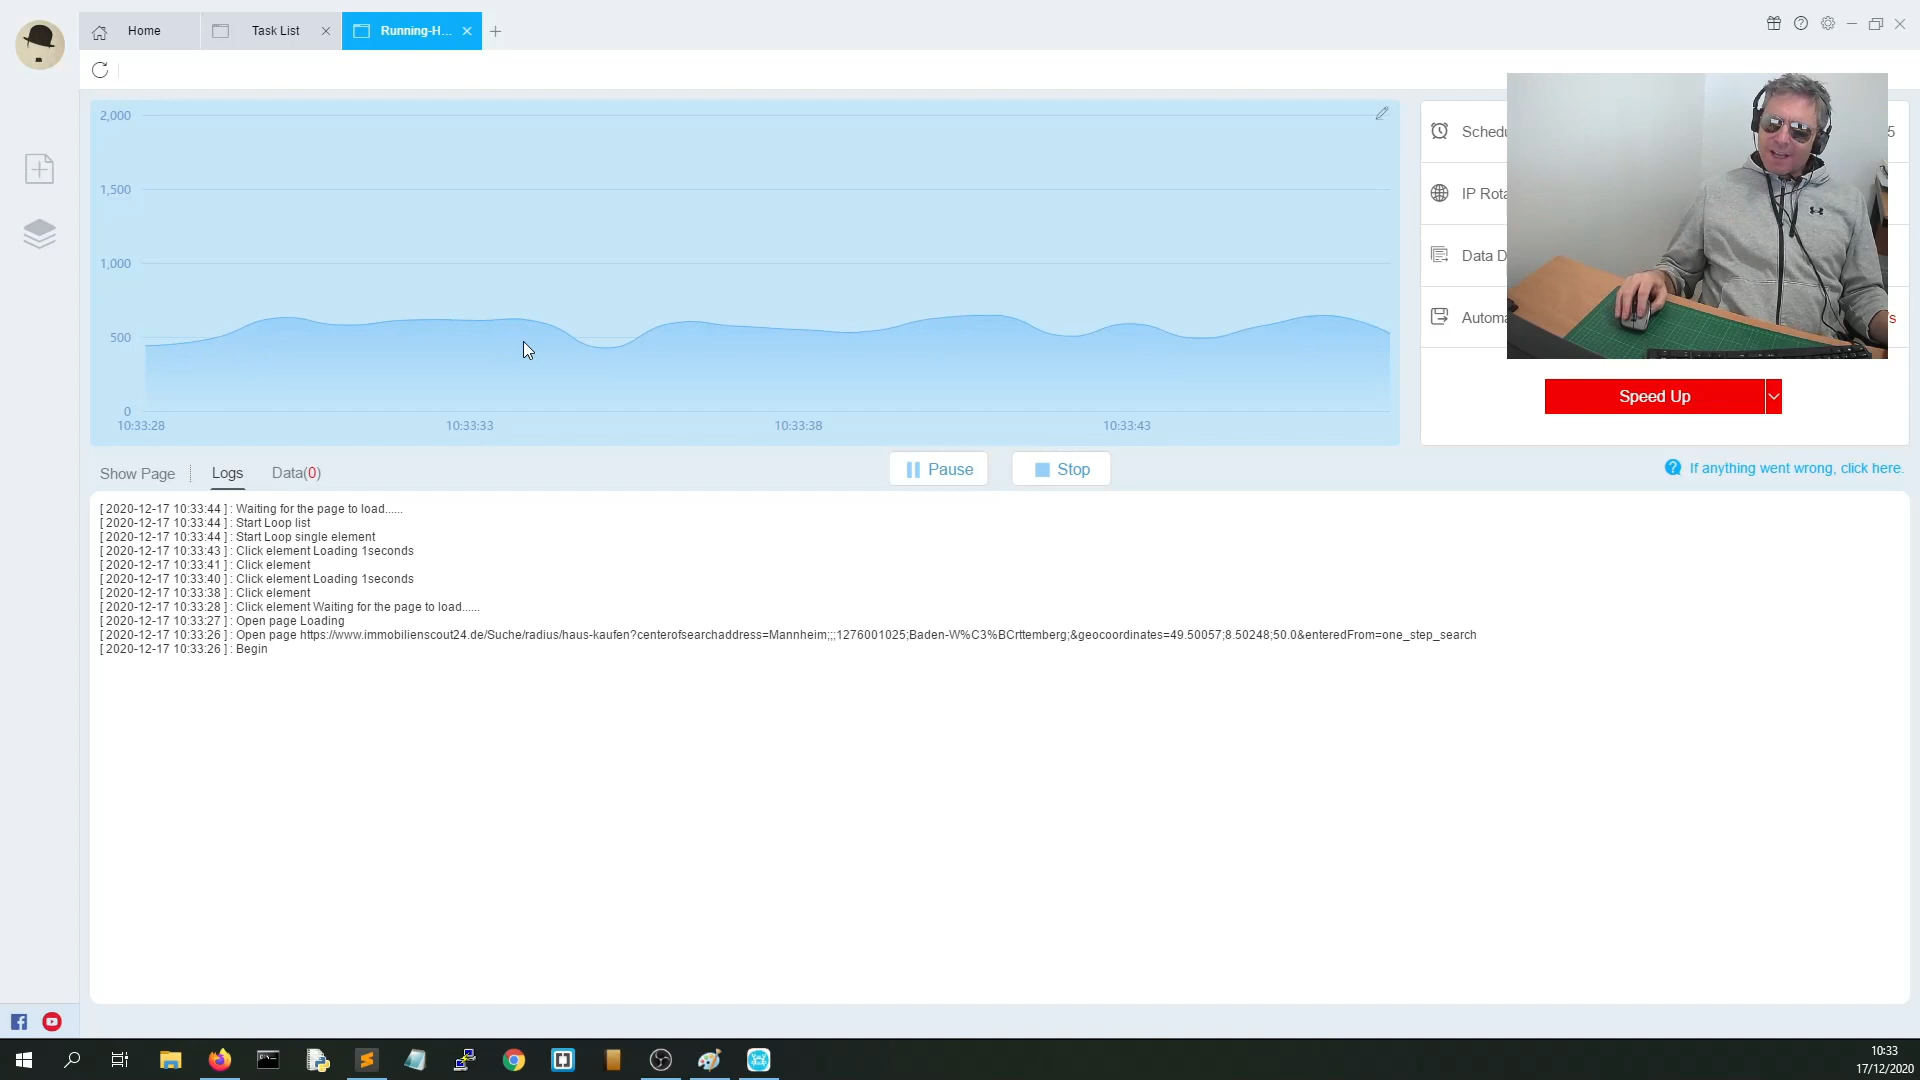 Home
Task List
Running-H...
2,000
1,500
1,000
500
0
10:33:28
10:33:33
10:33:38
10:33:43
Schedu
5
IP Rota
Data D
Automa
s
Speed Up
Show Page
Logs
Data(0)
Pause
Stop
If anything went wrong, click here.
[ 2020-12-17 10:33:44 ] : Waiting for the page to load......
[ 2020-12-17 10:33:44 ] : Start Loop list
[ 2020-12-17 10:33:44 ] : Start Loop single element
[ 2020-12-17 10:33:43 ] : Click element Loading 1seconds
[ 2020-12-17 10:33:41 ] : Click element
[ 2020-12-17 10:33:40 ] : Click element Loading 1seconds
[ 2020-12-17 10:33:38 ] : Click element
[ 2020-12-17 10:33:28 ] : Click element Waiting for the page to load......
[ 2020-12-17 10:33:27 ] : Open page Loading
[ 2020-12-17 10:33:26 ] : Open page https://www.immobilienscout24.de/Suche/radius/haus-kaufen?centerofsearchaddress=Mannheim;;;1276001025;Baden-W%C3%BCrttemberg;&geocoordinates=49.50057;8.50248;50.0&enteredFrom=one_step_search
[ 2020-12-17 10:33:26 ] : Begin
10:33
17/12/2020